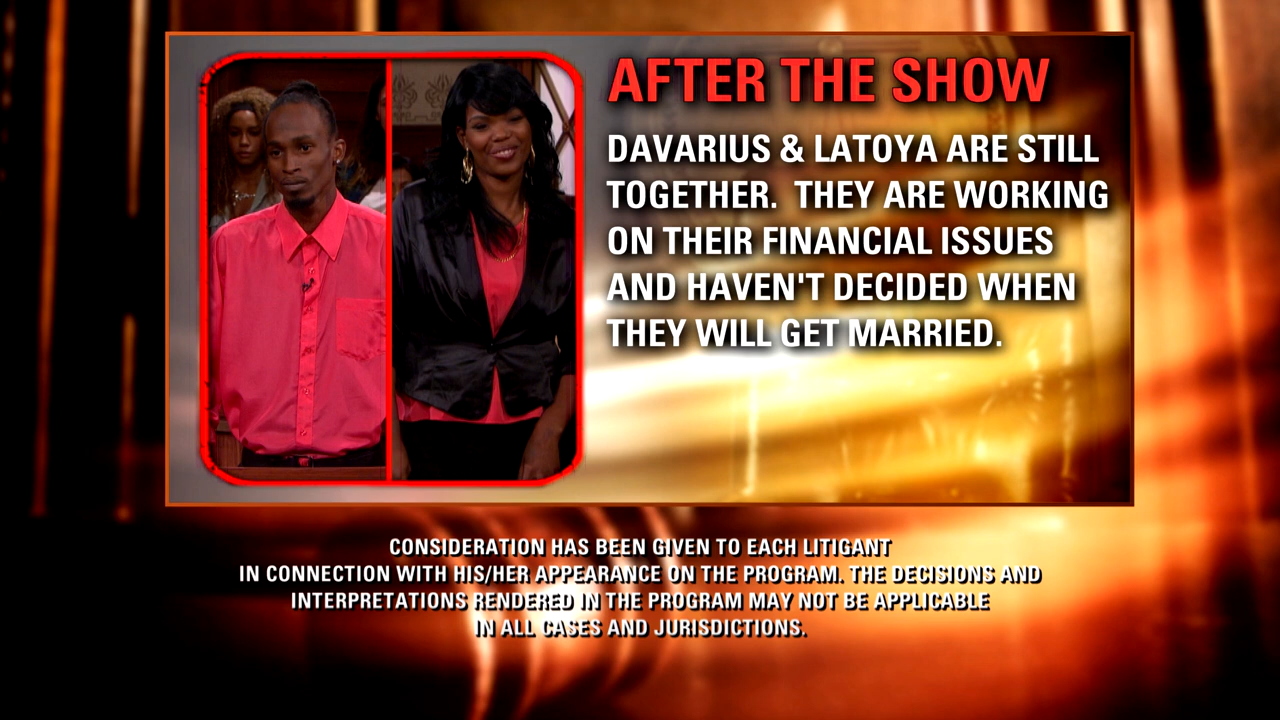 AFTER THE SHOW
DAVARIUS & LATOYA ARE STILL
TOGETHER. THEY ARE WORKING
ON THEIR FINANCIAL ISSUES
AND HAVEN'T DECIDED WHEN
THEY WILL GET MARRIED.
CONSIDERATION HAS BEEN GIVEN TO EACH LITIGANT
IN CONNECTION WITH HIS/HER APPEARANCE ON THE PROGRAM. THE DECISIONS AND
INTERPRETATIONS RENDERED IN THE PROGRAM MAY NOT BE APPLICABLE
IN ALL CASES AND JURISDICTIONS.